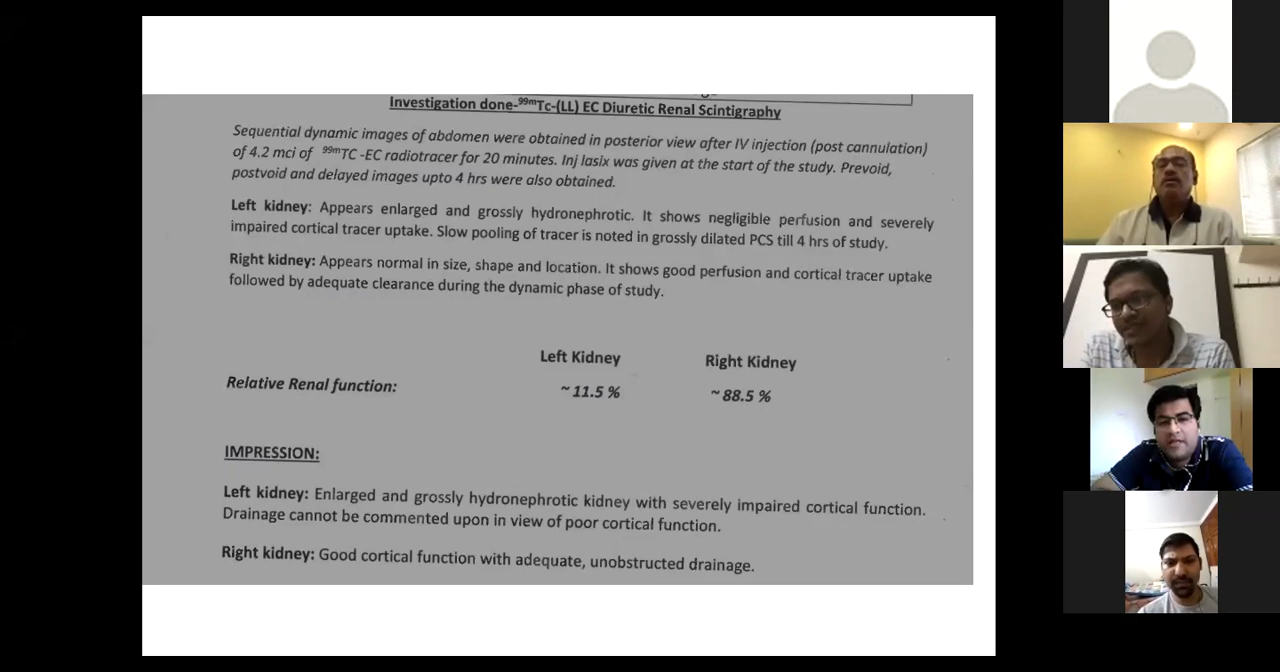 Investigation done-99mTc-(LL) EC Diuretic Renal Scintigraphy
Sequential dynamic images of abdomen were obtained in posterior view after IV injection (post cannulation)
of 4.2 mci of 99mTC -EC radiotracer for 20 minutes. Inj lasix was given at the start of the study. Prevoid,
postvoid and delayed images upto 4 hrs were also obtained.
Left kidney: Appears enlarged and grossly hydronephrotic. It shows negligible perfusion and severely
impaired cortical tracer uptake. Slow pooling of tracer is noted in grossly dilated PCS till 4 hrs of study.
Right kidney: Appears normal in size, shape and location. It shows good perfusion and cortical tracer uptake
followed by adequate clearance during the dynamic phase of study.
Left Kidney Right Kidney
Relative Renal function: ~ 11.5 % ~ 88.5 %
IMPRESSION:
Left kidney: Enlarged and grossly hydronephrotic kidney with severely impaired cortical function.
Drainage cannot be commented upon in view of poor cortical function.
Right kidney: Good cortical function with adequate, unobstructed drainage.